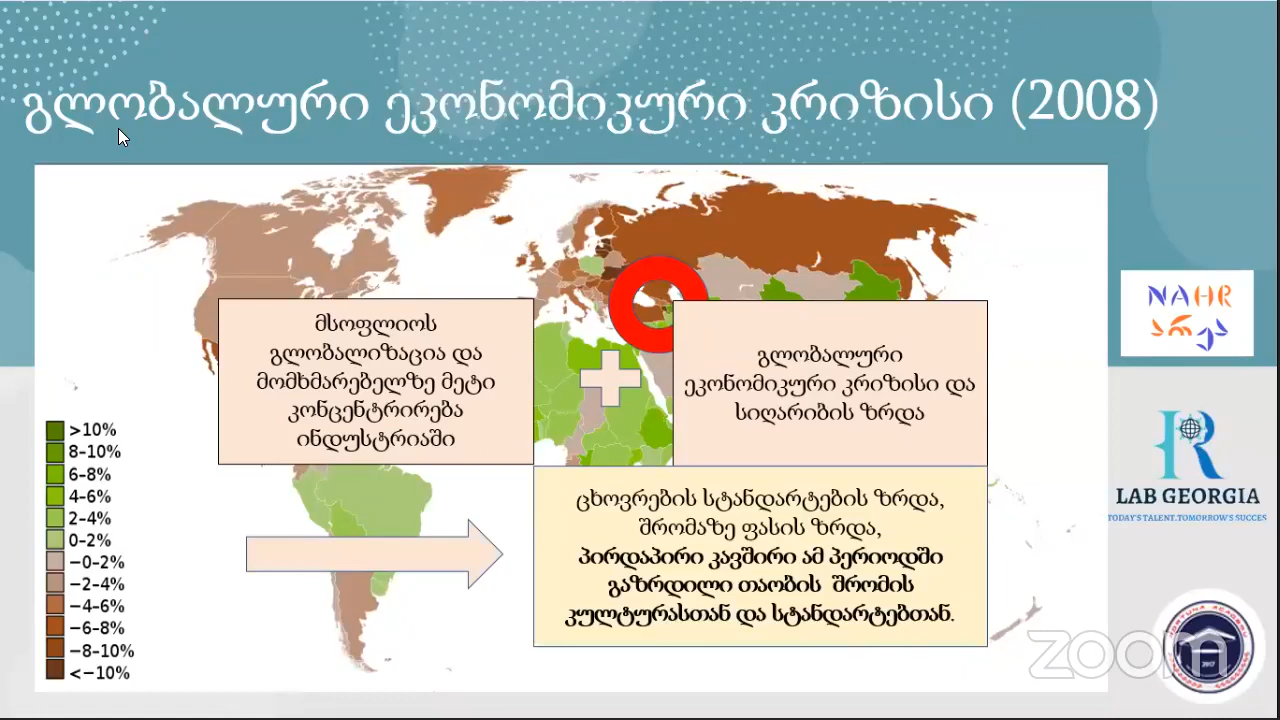 გლობალური ეკონომიკური კრიზისი (2008)
მსოფლიოს
გლობალიზაცია და
მომხმარებელზე მეტი
კონცენტრირება
ინდუსტრიაში
გლობალური
ეკონომიკური კრიზისი და
სიღარიბის ზრდა
ცხოვრების სტანდარტების ზრდა,
შრომაზე ფასის ზრდა,
პირდაპირი კავშირი ამ პერიოდში
გაზრდილი თაობის შრომის
კულტურასთან და სტანდარტებთან.
>10%
8-10%
6-8%
4-6%
2-4%
0-2%
−0-2%
−2-4%
−4-6%
−6-8%
−8-10%
<−10%
NAHR
არვა
LAB GEORGIA
TODAY'S TALENT, TOMORROW'S SUCCES
zoom
2017